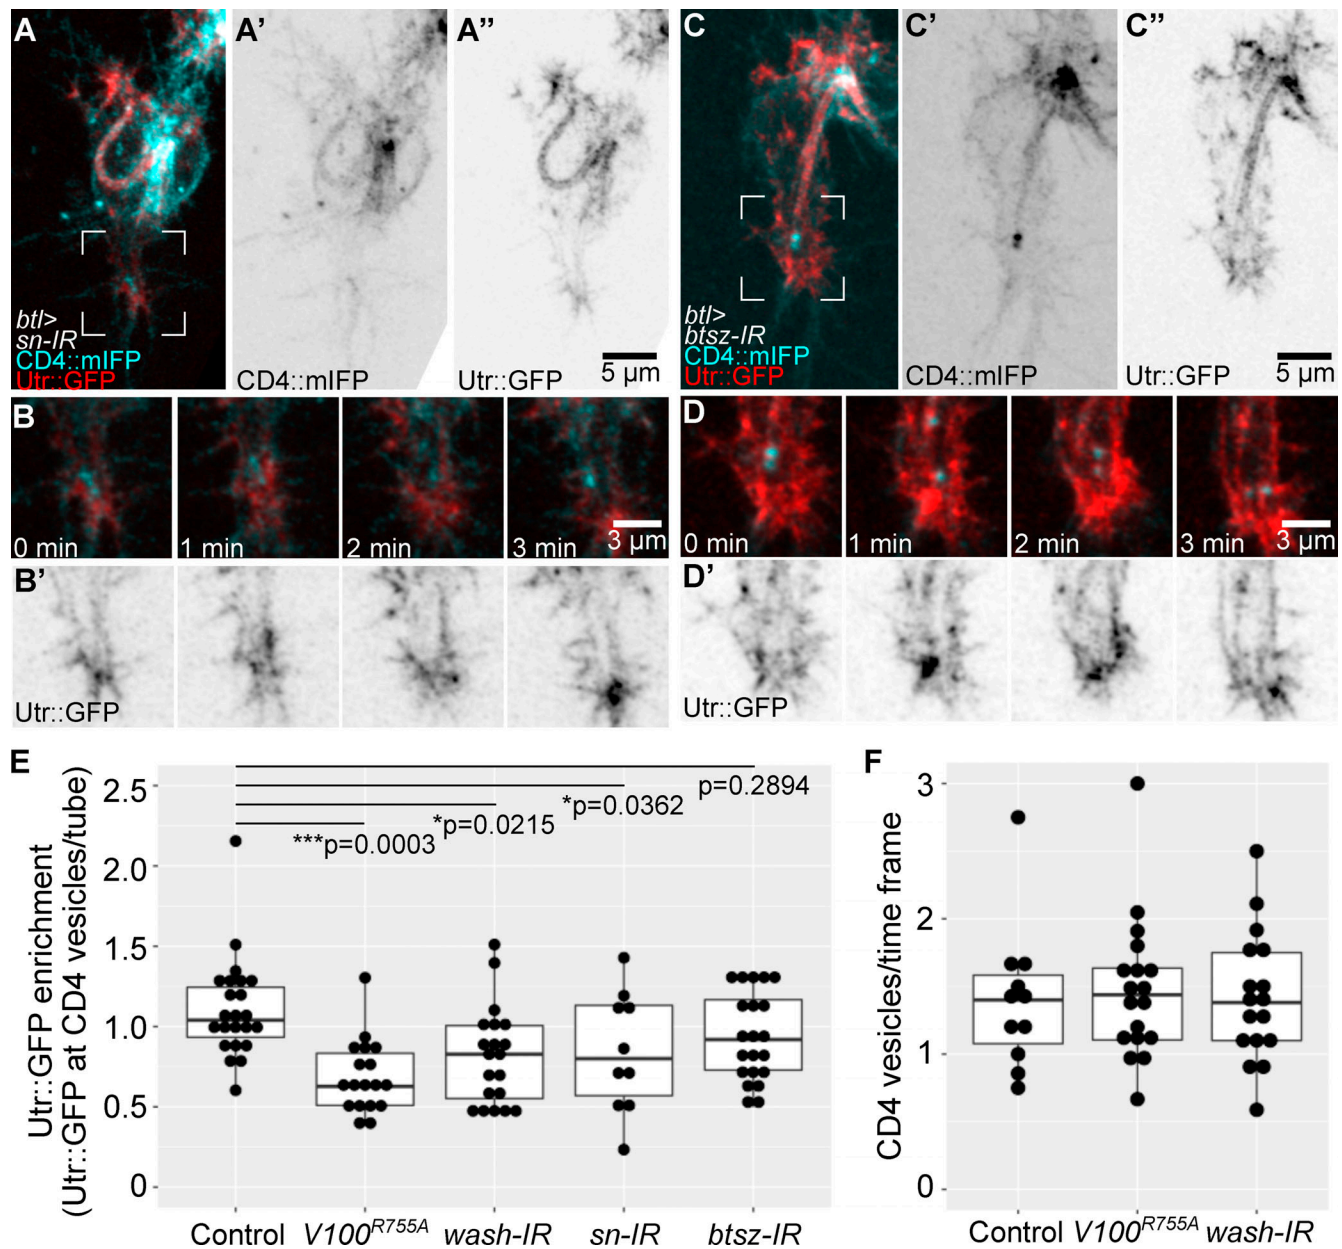 A
A’
A’’
btl>
sn-IR
CD4::mIFP
Utr::GFP
CD4::mIFP
Utr::GFP
5 µm
C
C’
C’’
btl>
btsz-IR
CD4::mIFP
Utr::GFP
CD4::mIFP
Utr::GFP
5 µm
B
0 min
1 min
2 min
3 min
3 µm
B’
Utr::GFP
D
0 min
1 min
2 min
3 min
3 µm
D’
Utr::GFP
E
Utr::GFP enrichment
(Utr::GFP at CD4 vesicles/tube)
2.5
2.0
1.5
1.0
0.5
0
p=0.2894
*p=0.0362
*p=0.0215
***p=0.0003
Control
V100R755A
wash-IR
sn-IR
btsz-IR
F
CD4 vesicles/time frame
3
2
1
0
Control
V100R755A
wash-IR